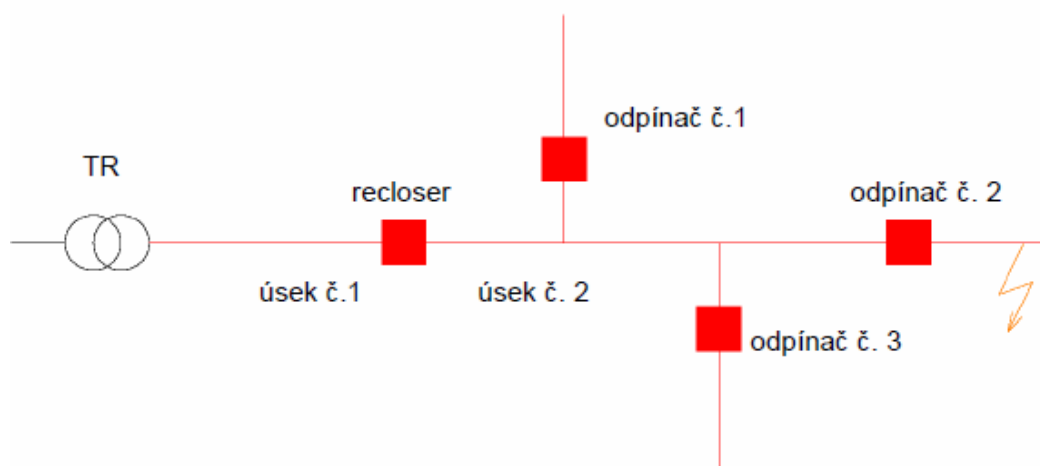 odpínač č.1
TR
recloser
odpínač č. 2
úsek č.1
úsek č. 2
odpínač č. 3